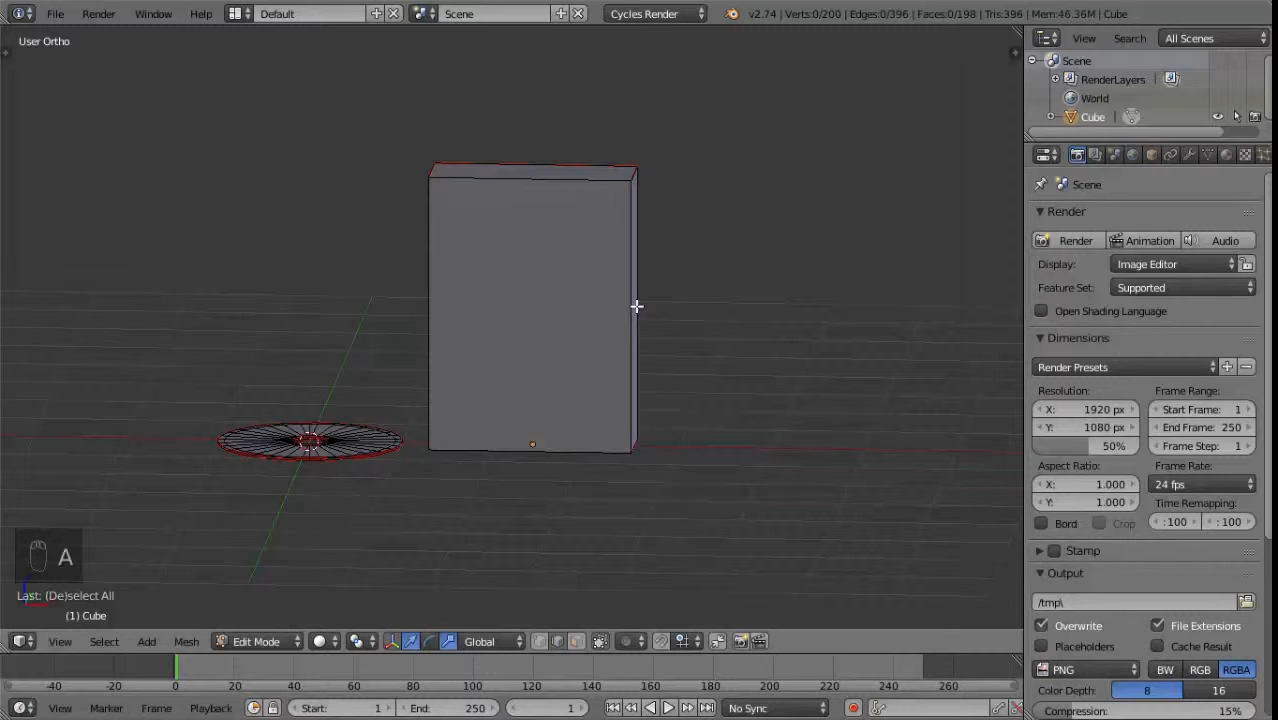 File Render Window Help Default Scene Cycles Render v2.74 | Verts:0/200 | Edges:0/396 | Faces:0/198 | Tris:396 | Mem:46.36M | Cube
User Ortho
View Search All Scenes
Scene
RenderLayers
World
Cube
Scene
Render
Render Animation Audio
Display: Image Editor
Feature Set: Supported
Open Shading Language
Dimensions
Render Presets
Resolution: Frame Range:
X: 1920 px Start Frame: 1
Y: 1080 px End Frame: 250
50% Frame Step: 1
Aspect Ratio: Frame Rate:
X: 1.000 24 fps
Y: 1.000 Time Remapping:
Bord Crop :100 :100
Stamp
Output
/tmp\
Overwrite File Extensions
Placeholders Cache Result
PNG BW RGB RGBA
Color Depth: 8 16
Compression: 15%
A
Last: (De)select All
(1) Cube
View Select Add Mesh Edit Mode Global
-40 -20 0 20 40 60 80 100 120 140 160 180 200 220 240 260
View Marker Frame Playback Start: 1 End: 250 1 No Sync